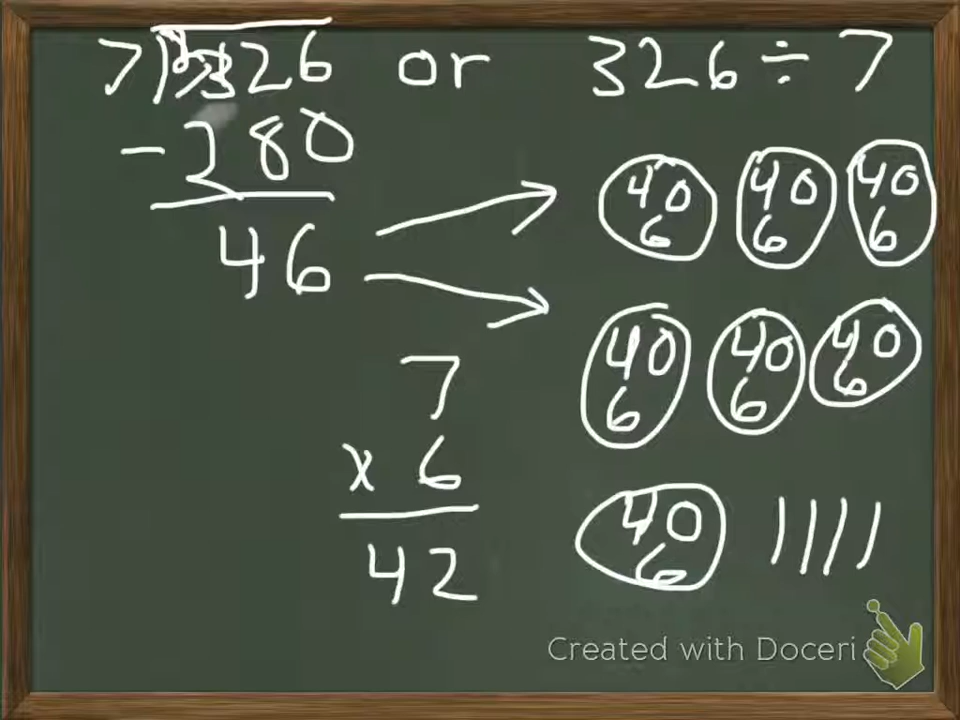 7)326 or 326 ÷ 7
- 280
46
40 40 40
6 6 6
40 40 40
6 6 6
7
x 6
42
40
6
||||
Created with Doceri